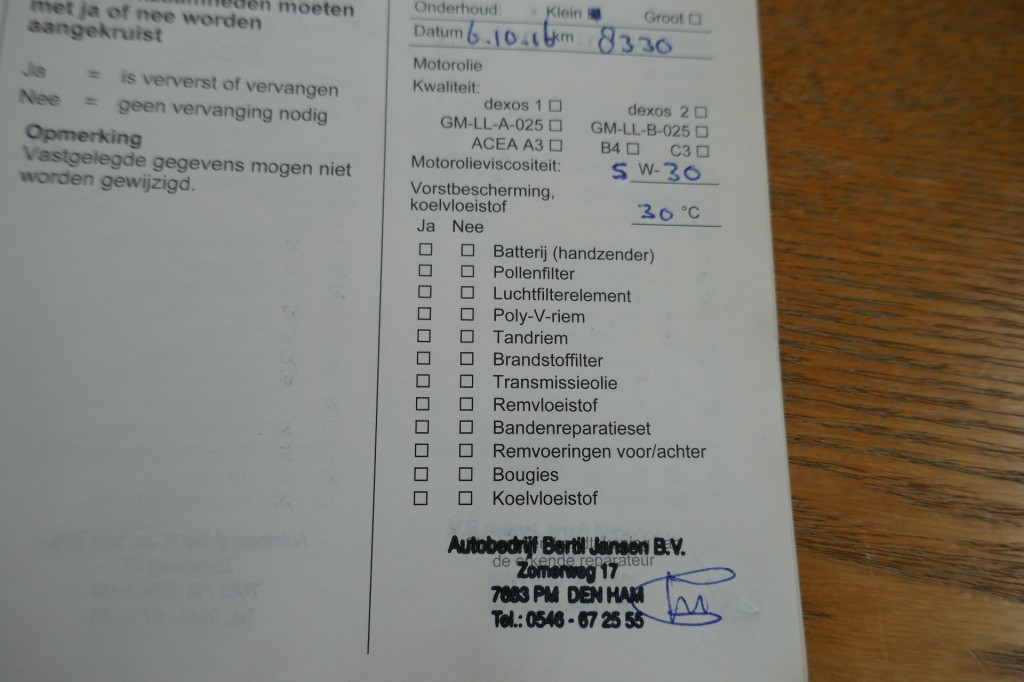 moeten
met ja of nee worden
aangekruist
Ja = is ververst of vervangen
Nee = geen vervanging nodig
Opmerking
Vastgelegde gegevens mogen niet
worden gewijzigd.
Onderhoud: Klein Groot
Datum 6.10.16 km 8330
Motorolie
Kwaliteit:
dexos 1 dexos 2
GM-LL-A-025 GM-LL-B-025
ACEA A3 B4 C3
Motorolieviscositeit: 5 W- 30
Vorstbescherming,
koelvloeistof 30 °C
Ja Nee
Batterij (handzender)
Pollenfilter
Luchtfilterelement
Poly-V-riem
Tandriem
Brandstoffilter
Transmissieolie
Remvloeistof
Bandenreparatieset
Remvoeringen voor/achter
Bougies
Koelvloeistof
Autobedrijf Bertil Jansen B.V.
de erkende reparateur
Zomerweg 17
7683 PM DEN HAM
Tel.: 0546 - 67 25 55